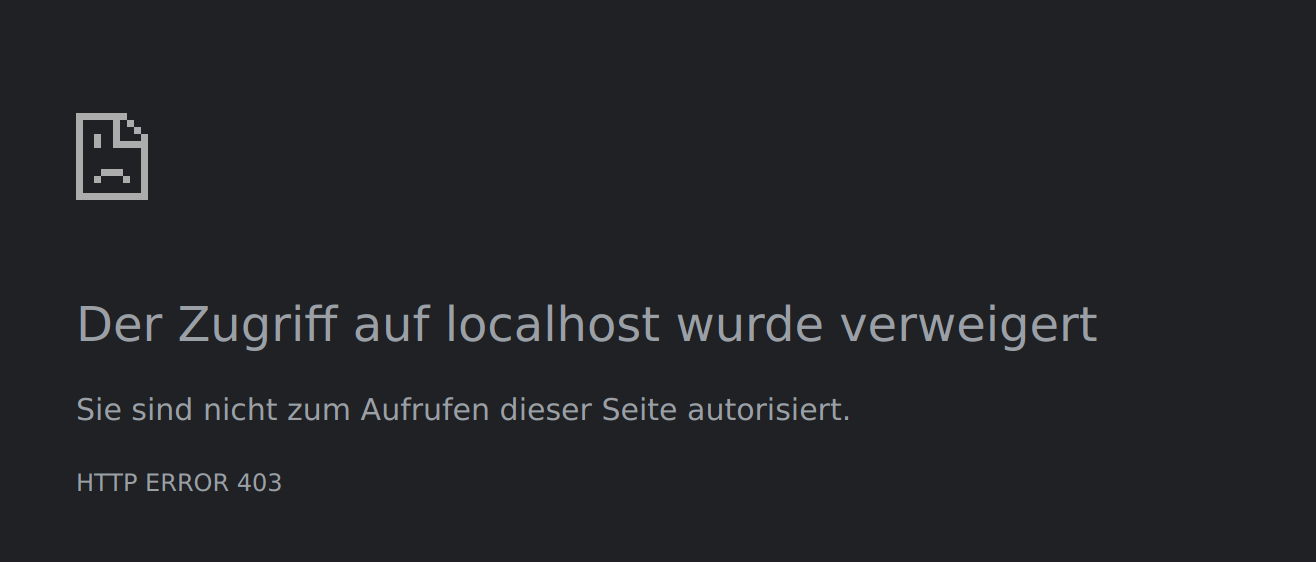 Der Zugriff auf localhost wurde verweigert
Sie sind nicht zum Aufrufen dieser Seite autorisiert.
HTTP ERROR 403